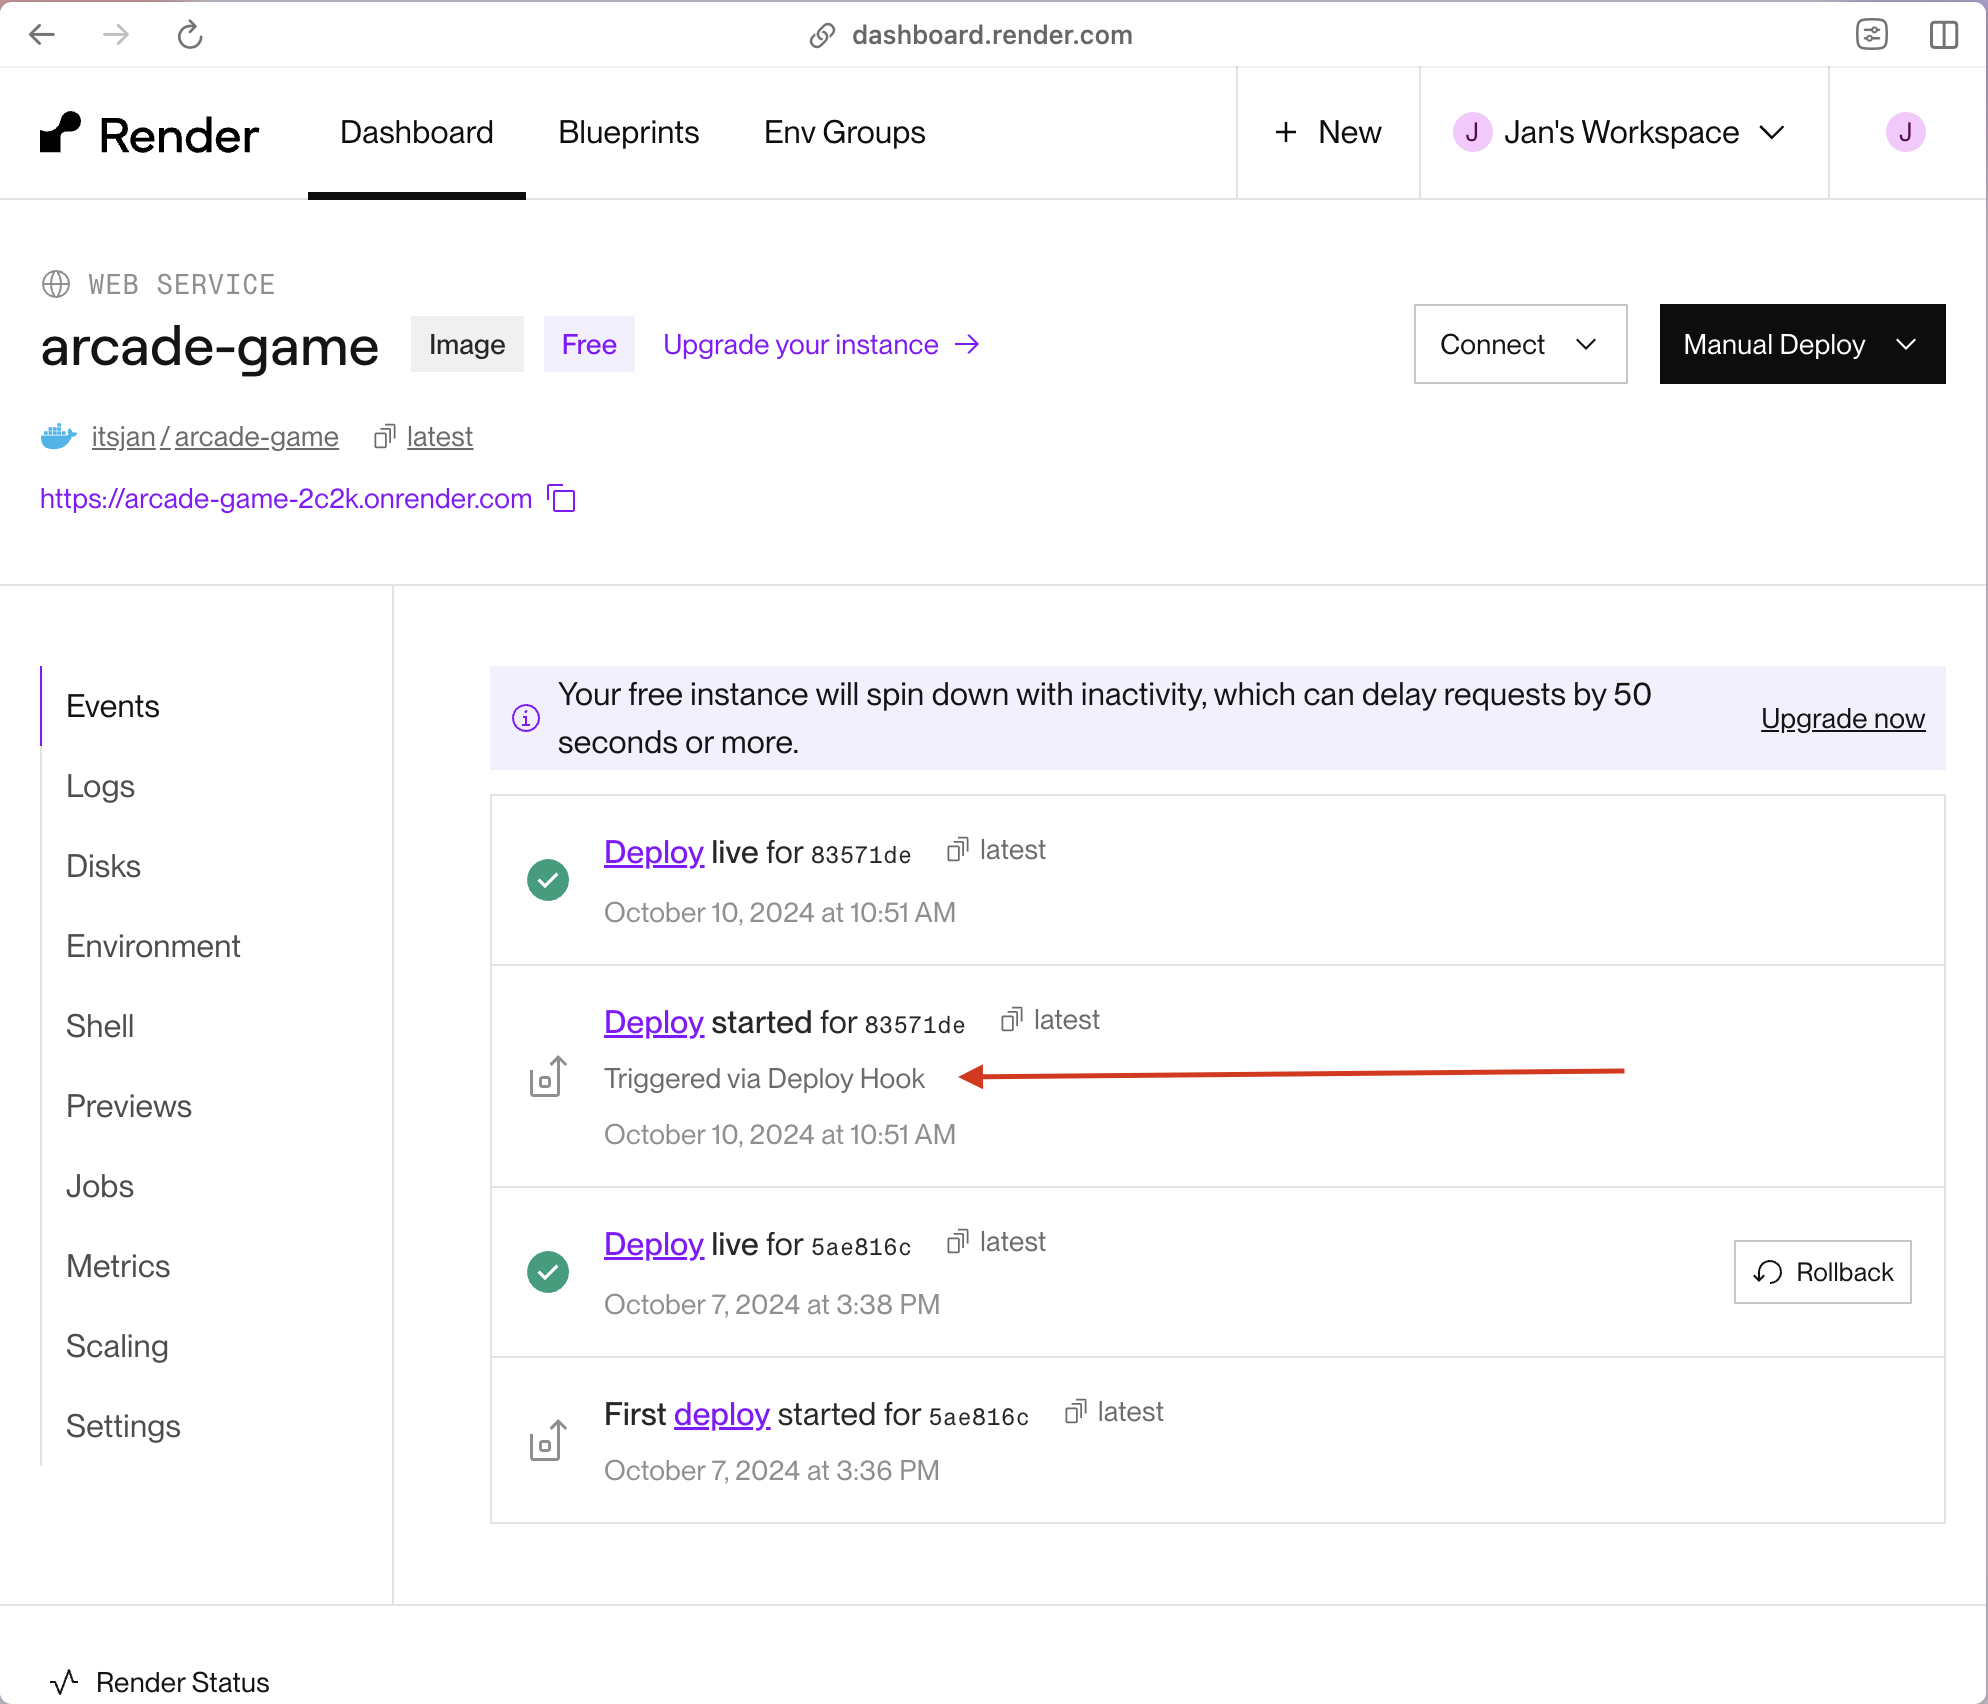 dashboard.render.com
Render Dashboard Blueprints Env Groups + New J Jan's Workspace J
WEB SERVICE
arcade-game Image Free Upgrade your instance → Connect Manual Deploy
itsjan/arcade-game latest
https://arcade-game-2c2k.onrender.com
Events
Logs
Disks
Environment
Shell
Previews
Jobs
Metrics
Scaling
Settings
Your free instance will spin down with inactivity, which can delay requests by 50
seconds or more.
Upgrade now
Deploy live for 83571de latest
October 10, 2024 at 10:51 AM
Deploy started for 83571de latest
Triggered via Deploy Hook
October 10, 2024 at 10:51 AM
Deploy live for 5ae816c latest
October 7, 2024 at 3:38 PM
Rollback
First deploy started for 5ae816c latest
October 7, 2024 at 3:36 PM
Render Status